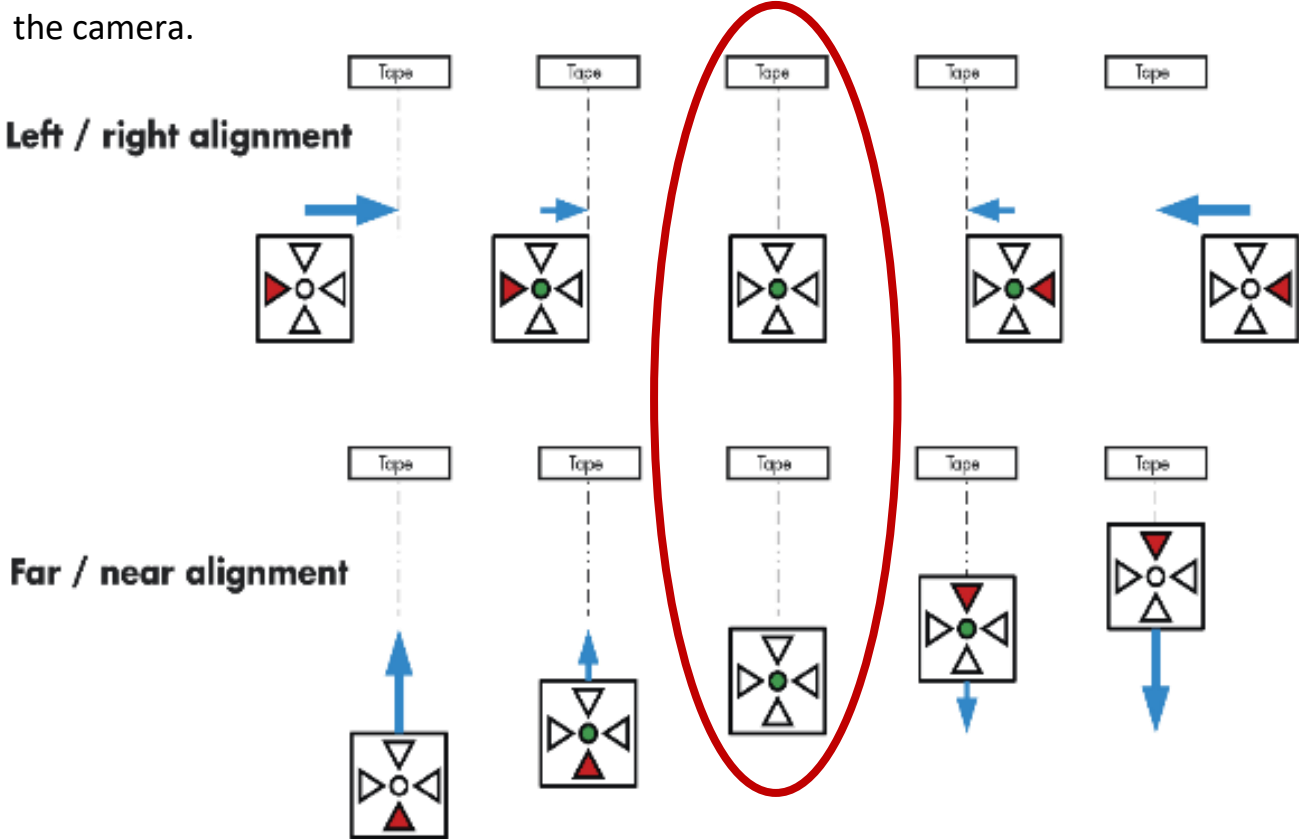 the camera.
Tape Tape Tape Tape Tape
Left / right alignment
Tape Tape Tape Tape Tape
Far / near alignment